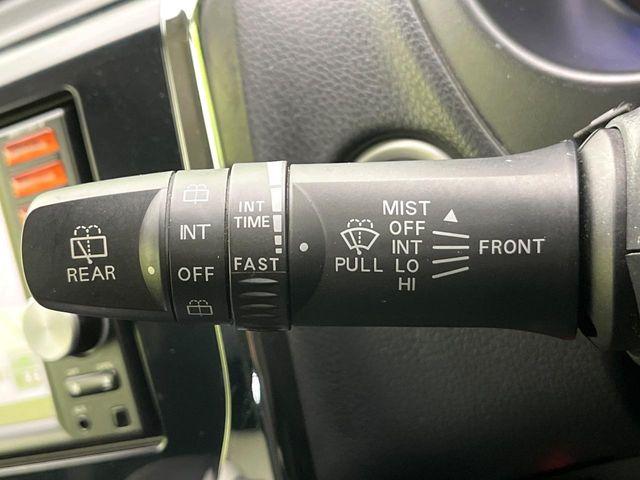 REAR
INT
OFF
INT
TIME
FAST
PULL
MIST
OFF
INT
LO
HI
FRONT